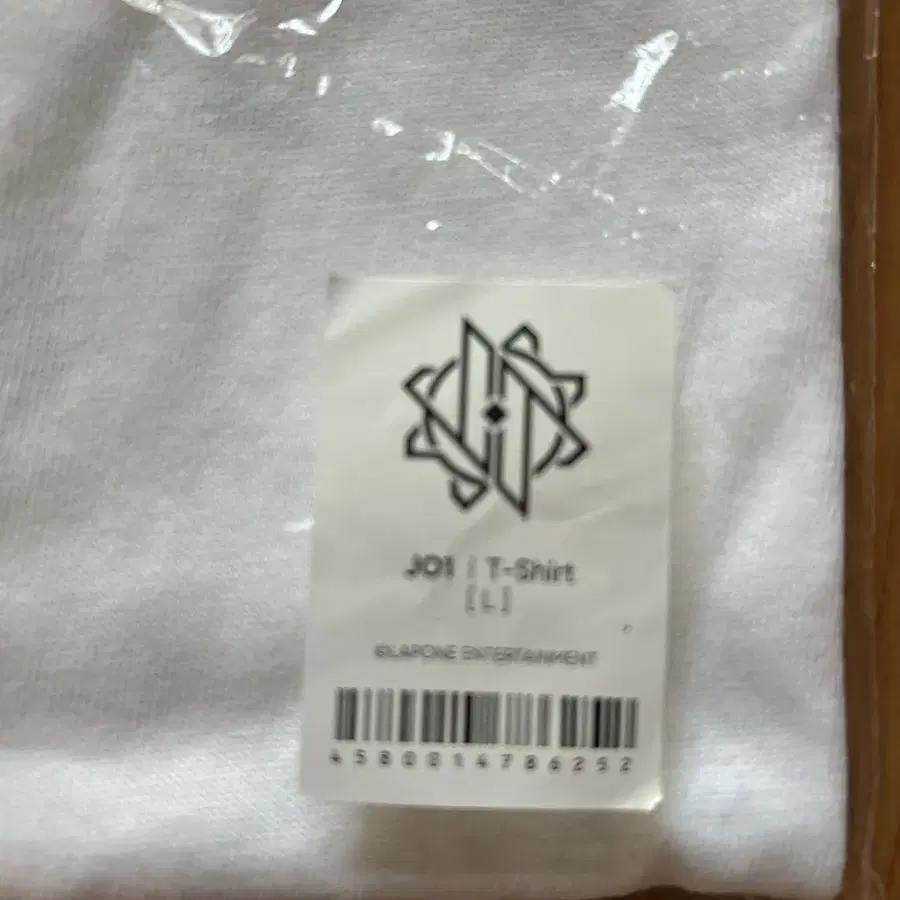 JO1 | T-Shirt
[L]
©LAPONE ENTERTAINMENT
4580014786252